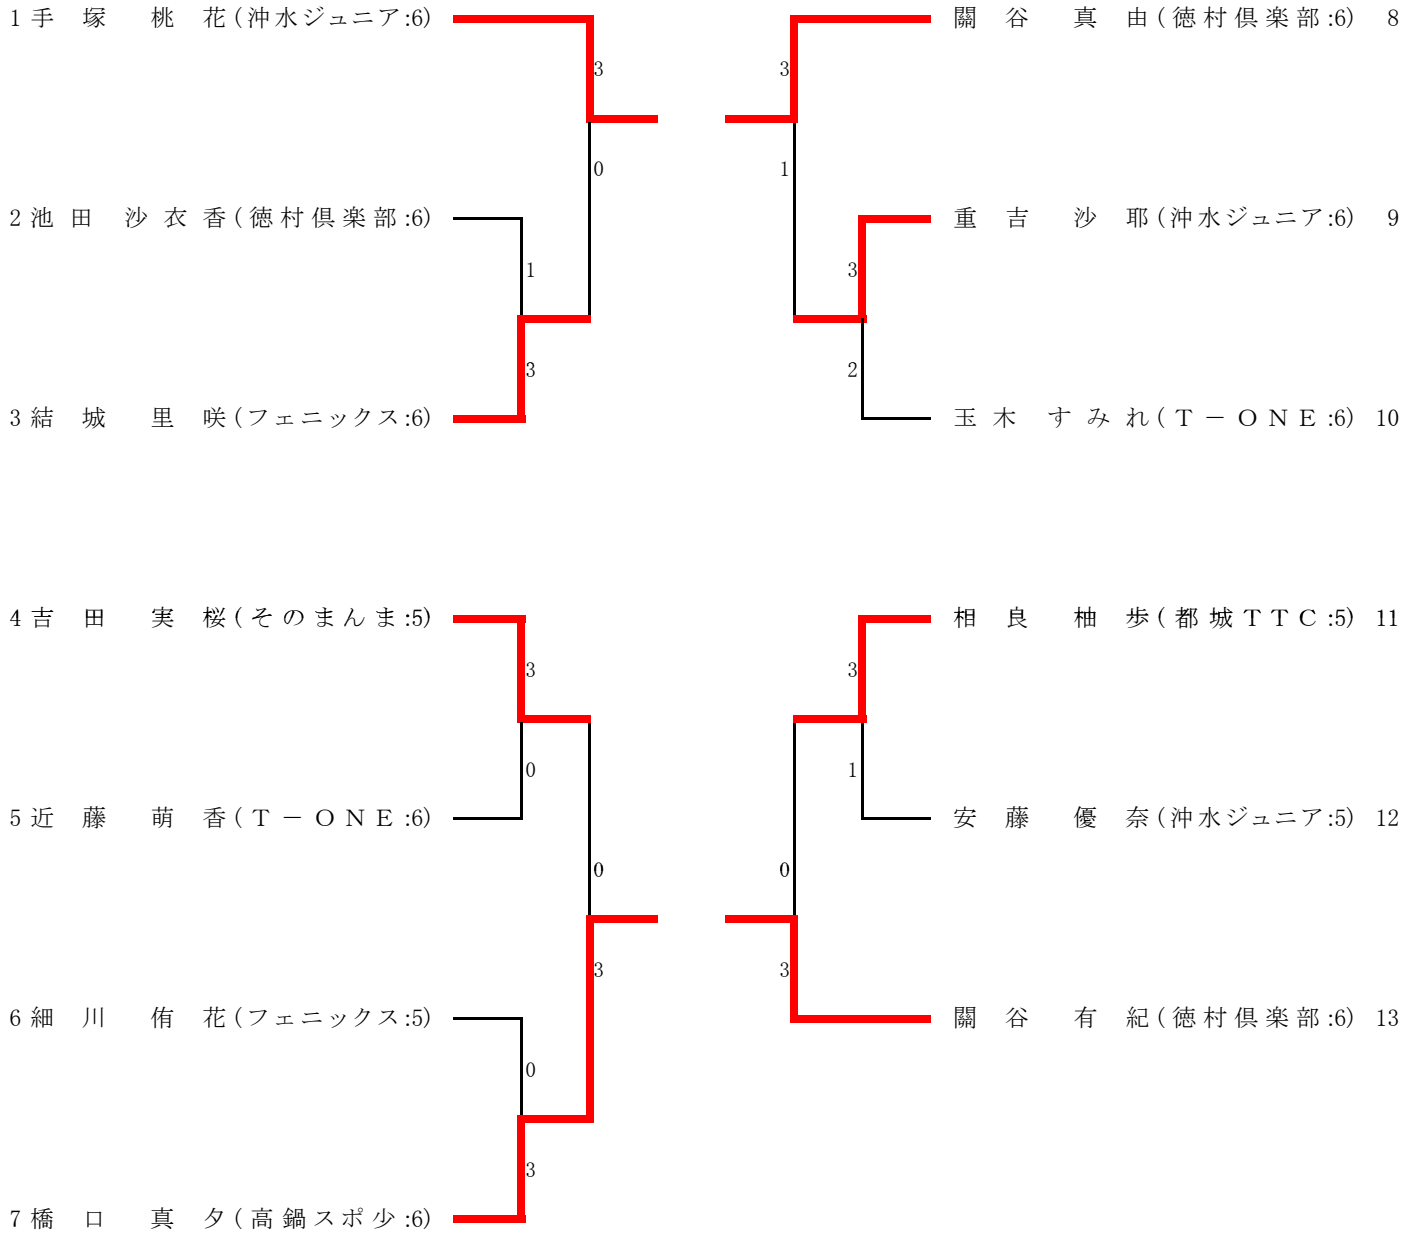 1 手塚 桃花 (沖水ジュニア:6)
3
0
2 池田 沙衣香 (徳村倶楽部:6)
1
3
3 結城 里咲 (フェニックス:6)
4 吉田 実桜 (そのまんま:5)
3
0
5 近藤 萌香 (T－ONE:6)
0
3
6 細川 侑花 (フェニックス:5)
0
3
7 橋口 真夕 (高鍋スポ少:6)
關谷 真由 (徳村倶楽部:6) 8
3
1
重吉 沙耶 (沖水ジュニア:6) 9
3
2
玉木 すみれ (T－ONE:6) 10
相良 柚歩 (都城TTC:5) 11
3
1
安藤 優奈 (沖水ジュニア:5) 12
0
3
關谷 有紀 (徳村倶楽部:6) 13